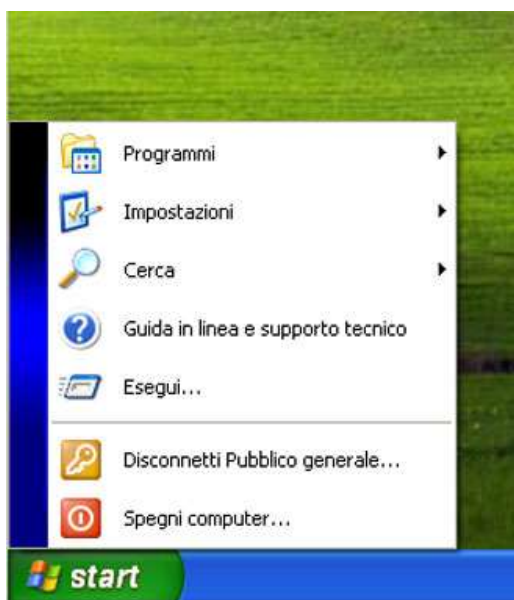 Programmi
Impostazioni
Cerca
Guida in linea e supporto tecnico
Esegui...
Disconnetti Pubblico generale...
Spegni computer...
start